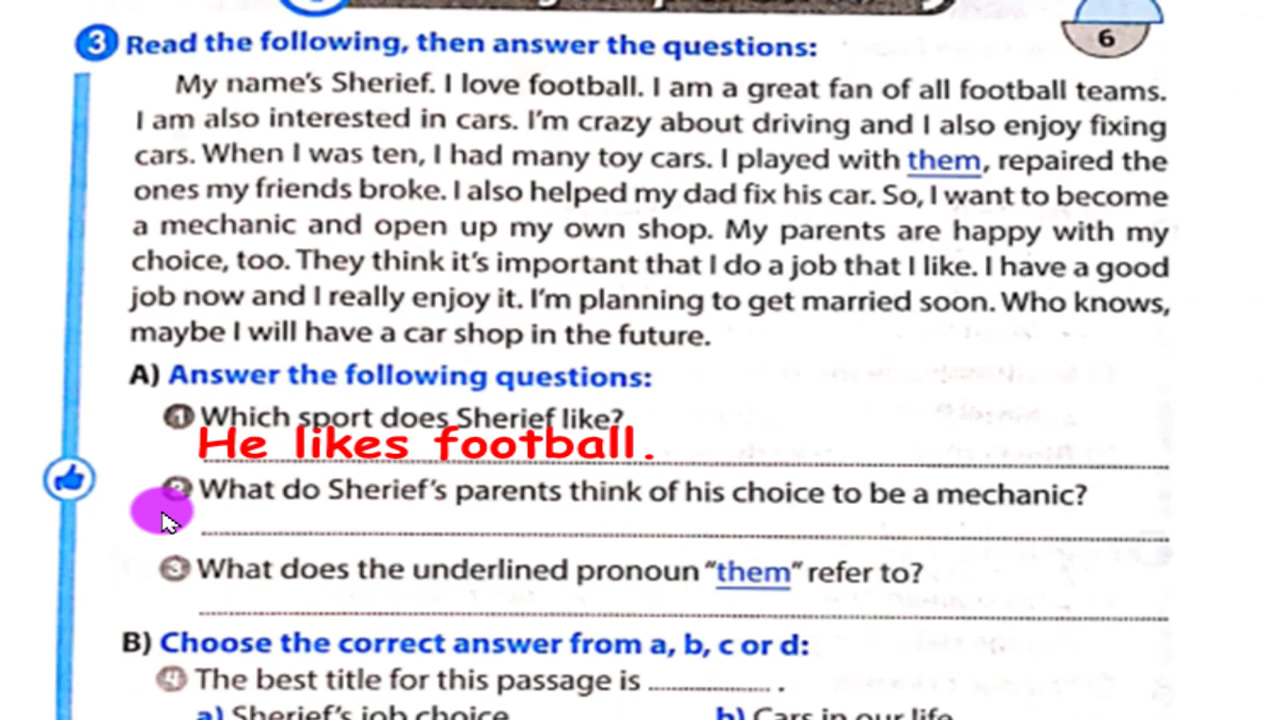 6
3 Read the following, then answer the questions:
My name's Sherief. I love football. I am a great fan of all football teams.
I am also interested in cars. I'm crazy about driving and I also enjoy fixing
cars. When I was ten, I had many toy cars. I played with them, repaired the
ones my friends broke. I also helped my dad fix his car. So, I want to become
a mechanic and open up my own shop. My parents are happy with my
choice, too. They think it's important that I do a job that I like. I have a good
job now and I really enjoy it. I'm planning to get married soon. Who knows,
maybe I will have a car shop in the future.
A) Answer the following questions:
1 Which sport does Sherief like?
He likes football.
2 What do Sherief's parents think of his choice to be a mechanic?
3 What does the underlined pronoun "them" refer to?
B) Choose the correct answer from a, b, c or d:
4 The best title for this passage is .................... .
a) Sherief's job choice b) Cars in our life